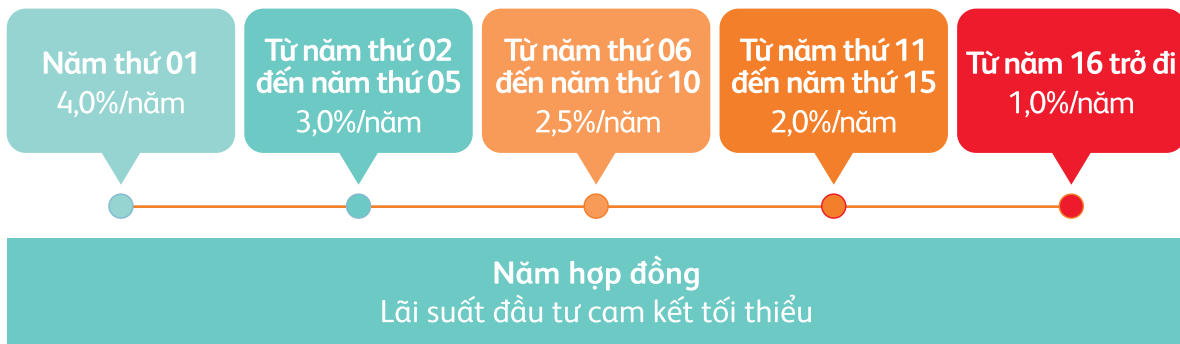 Năm thứ 01
4,0%/năm
Từ năm thứ 02
đến năm thứ 05
3,0%/năm
Từ năm thứ 06
đến năm thứ 10
2,5%/năm
Từ năm thứ 11
đến năm thứ 15
2,0%/năm
Từ năm 16 trở đi
1,0%/năm
Năm hợp đồng
Lãi suất đầu tư cam kết tối thiểu